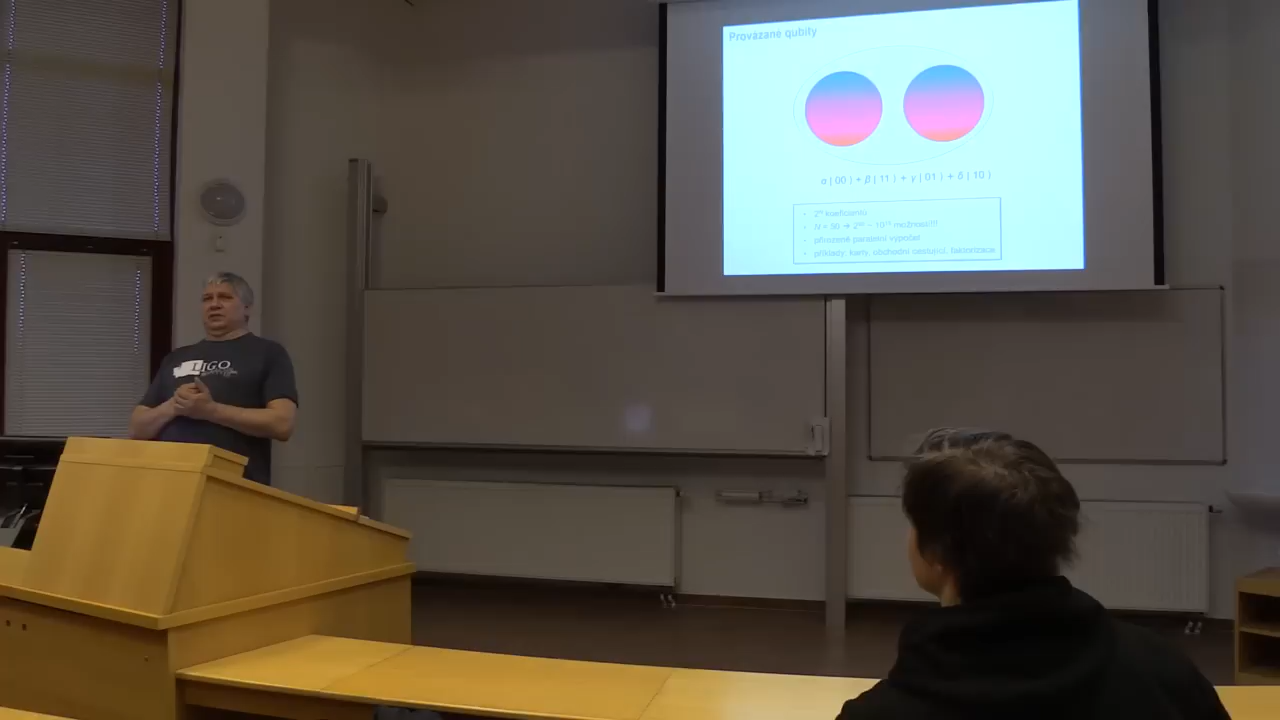 Provázané qubity
α | 00 ⟩ + β | 11 ⟩ + γ | 01 ⟩ + δ | 10 ⟩
- 2ᴺ koeficientů
- N = 50 → 2⁵⁰ ~ 10¹⁵ možností!!!
- přirozeně paralelní výpočet
- příklady: karty, obchodní cestující, faktorizace
LIGO